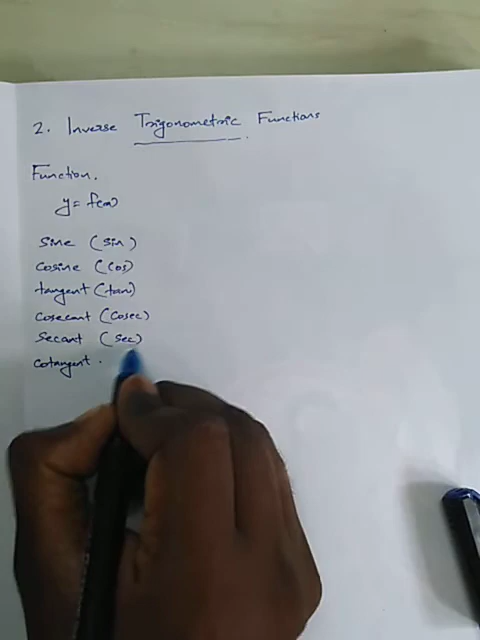 2. Inverse Trigonometric Functions
Function.
y = f(x)
Sine (sin)
Cosine (cos)
tangent (tan)
Cosecant (cosec)
Secant (sec)
cotangent.